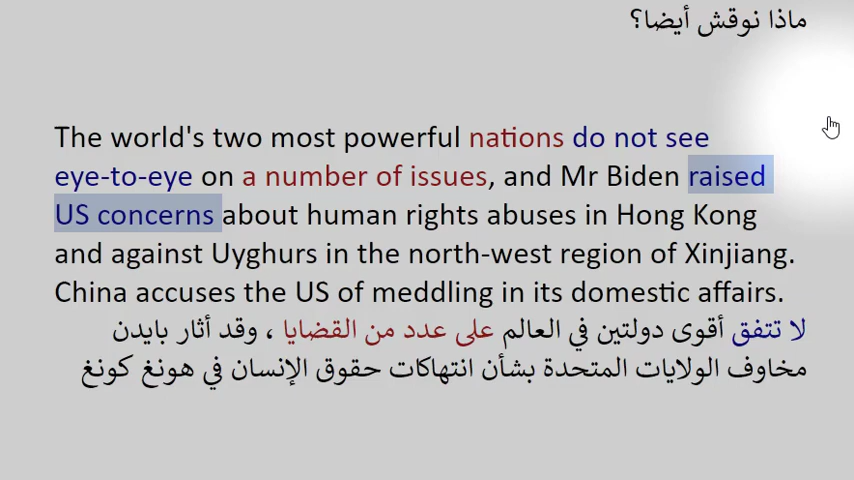 ماذا نوقش أيضا؟
The world's two most powerful nations do not see
eye-to-eye on a number of issues, and Mr Biden raised
US concerns about human rights abuses in Hong Kong
and against Uyghurs in the north-west region of Xinjiang.
China accuses the US of meddling in its domestic affairs.
لا تتفق أقوى دولتين في العالم على عدد من القضايا ، وقد أثار بايدن
مخاوف الولايات المتحدة بشأن انتهاكات حقوق الإنسان في هونغ كونغ